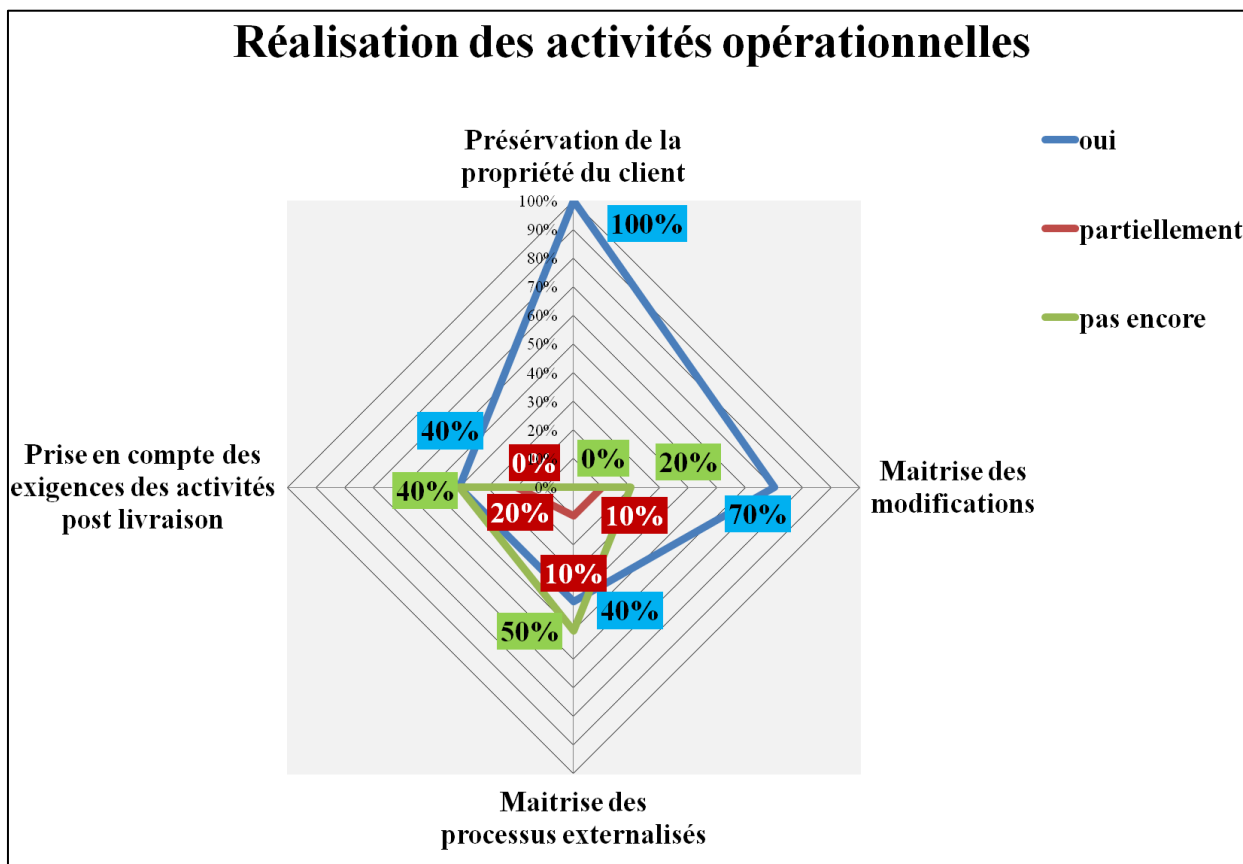 Réalisation des activités opérationnelles
Présérvation de la
propriété du client
oui
partiellement
pas encore
100%
90%
80%
70%
60%
50%
40%
30%
20%
10%
0%
100%
40%
0%
0%
20%
40%
20%
10%
70%
10%
40%
50%
Prise en compte des
exigences des activités
post livraison
Maitrise des
modifications
Maitrise des
processus externalisés